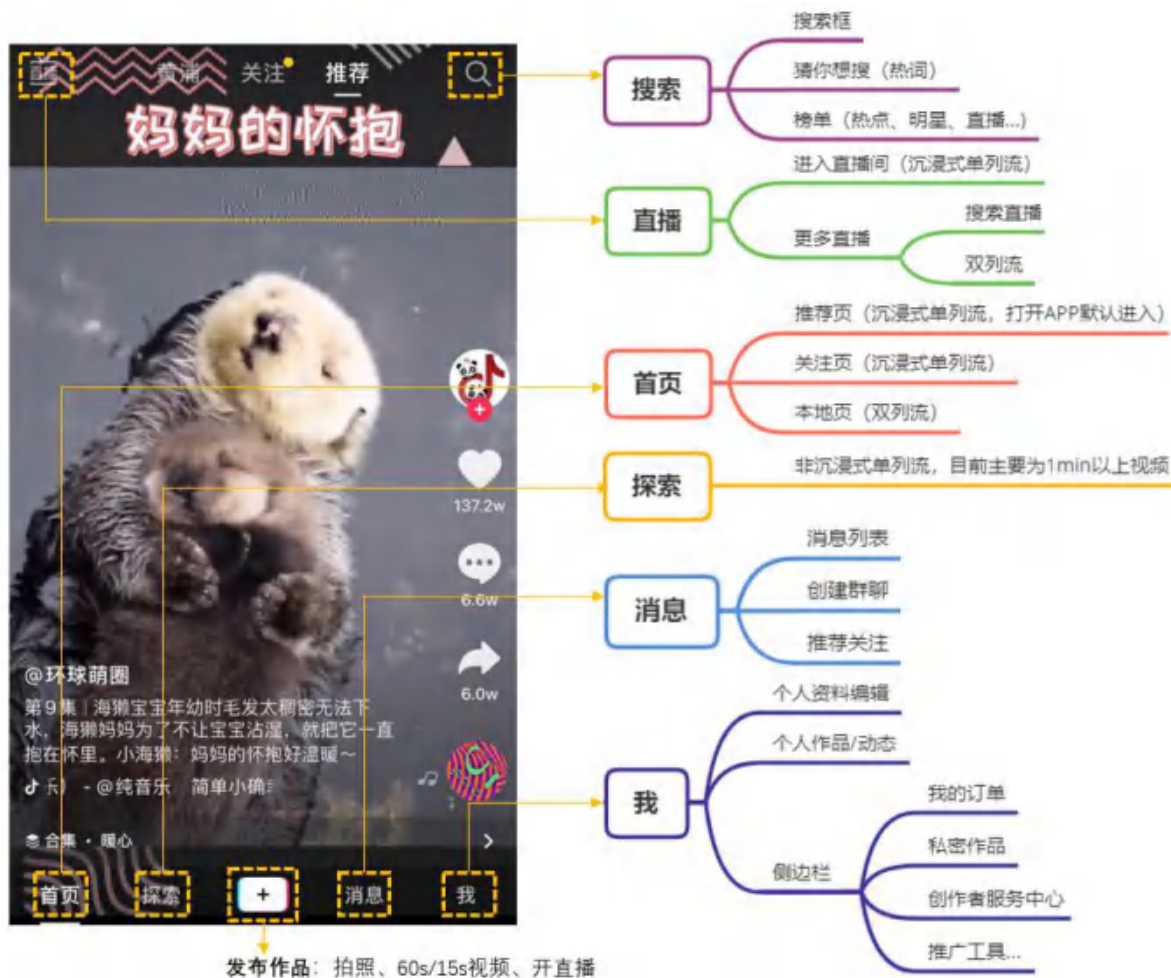 直播
黄浦
关注
推荐
妈妈的怀抱
137.2w
6.6w
6.0w
@环球萌圈
第9集 | 海獭宝宝年幼时毛发太稠密无法下
水，海獭妈妈为了不让宝宝沾湿，就把它一直
抱在怀里。小海獭：妈妈的怀抱好温暖～
- @纯音乐 简单小确
合集 · 暖心
首页
探索
消息
我
发布作品：拍照、60s/15s视频、开直播
搜索
搜索框
猜你想搜（热词）
榜单（热点、明星、直播...）
直播
进入直播间（沉浸式单列流）
更多直播
搜索直播
双列流
首页
推荐页（沉浸式单列流，打开APP默认进入）
关注页（沉浸式单列流）
本地页（双列流）
探索
非沉浸式单列流，目前主要为1min以上视频
消息
消息列表
创建群聊
推荐关注
我
个人资料编辑
个人作品/动态
侧边栏
我的订单
私密作品
创作者服务中心
推广工具...